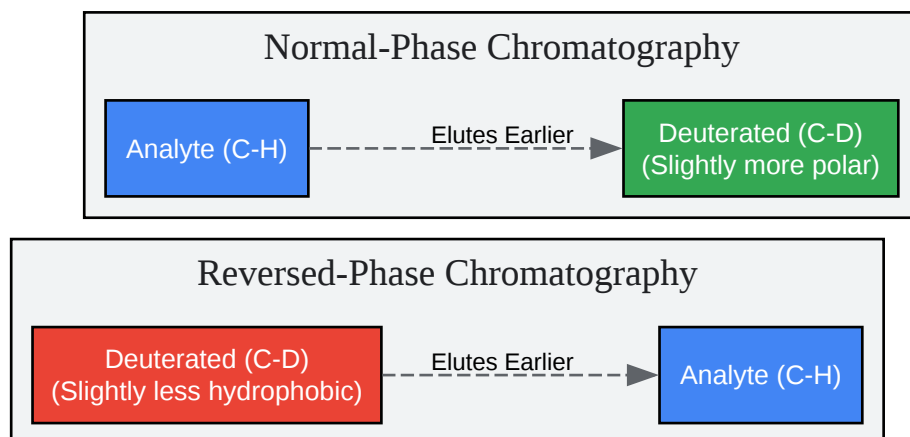 Normal-Phase Chromatography
Analyte (C-H)
Elutes Earlier
Deuterated (C-D)
(Slightly more polar)
Reversed-Phase Chromatography
Deuterated (C-D)
(Slightly less hydrophobic)
Elutes Earlier
Analyte (C-H)